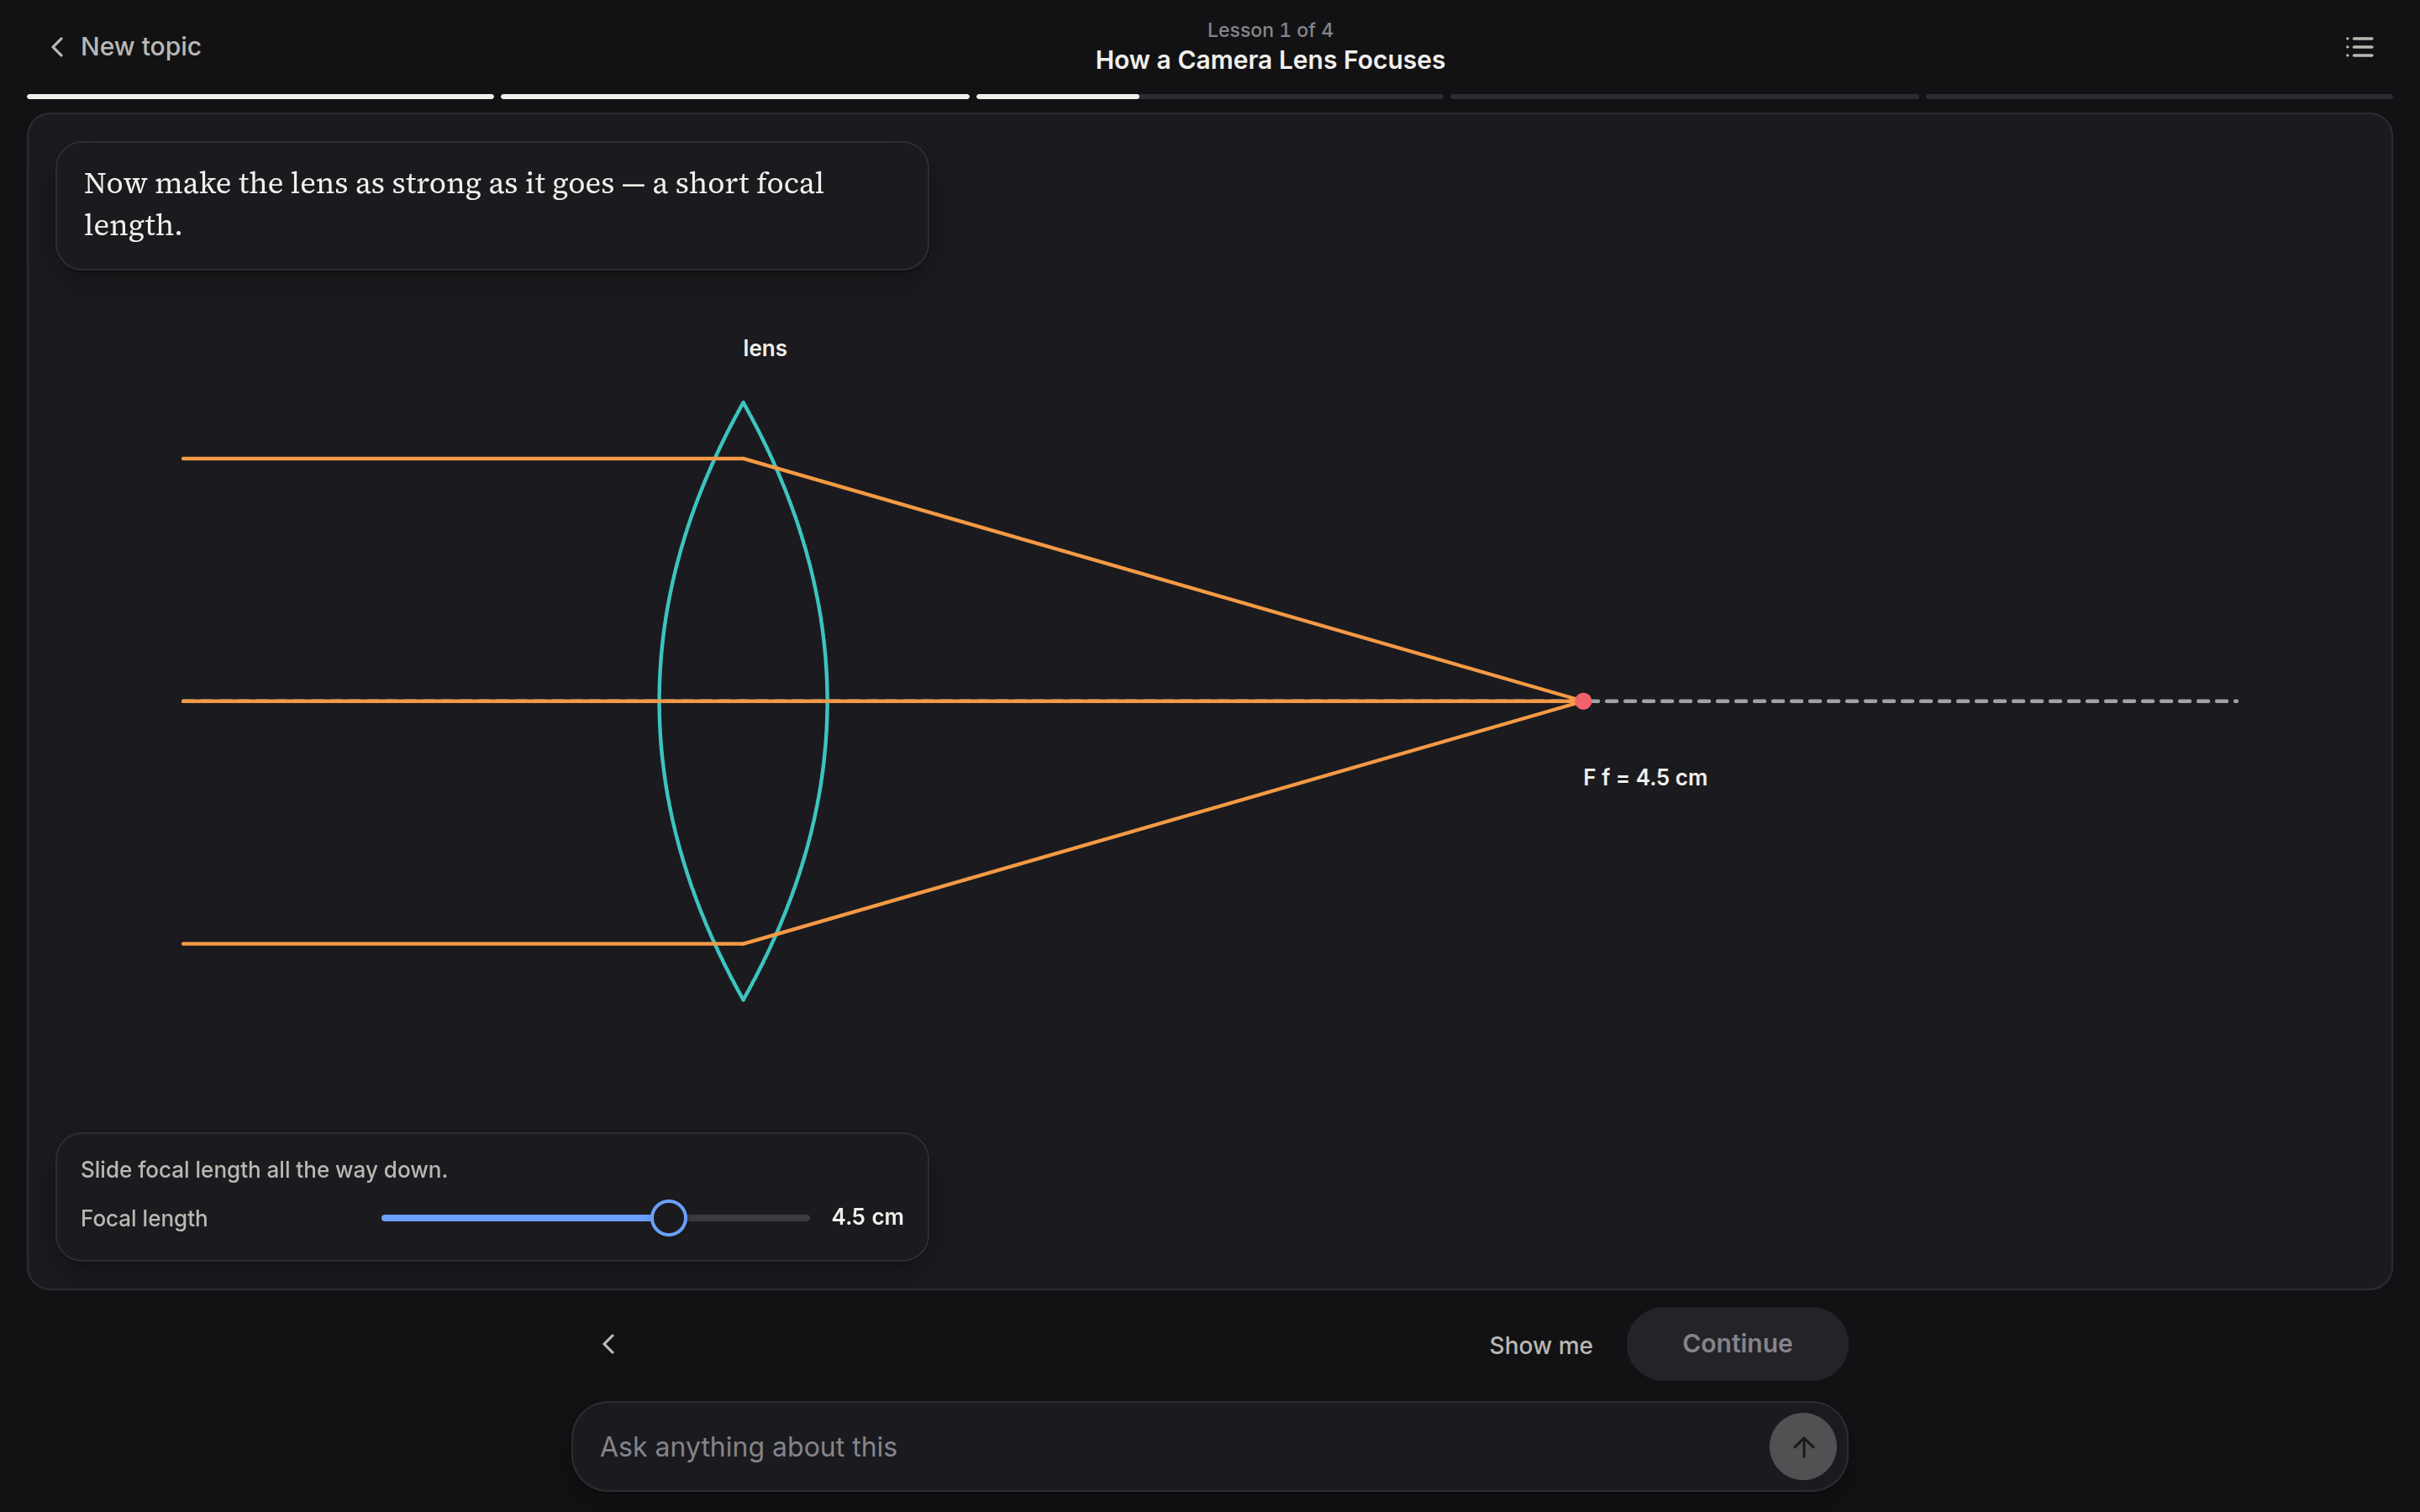 New topic
Lesson 1 of 4
How a Camera Lens Focuses
Now make the lens as strong as it goes — a short focal
length.
lens
F f = 4.5 cm
Slide focal length all the way down.
Focal length
4.5 cm
Show me
Continue
Ask anything about this